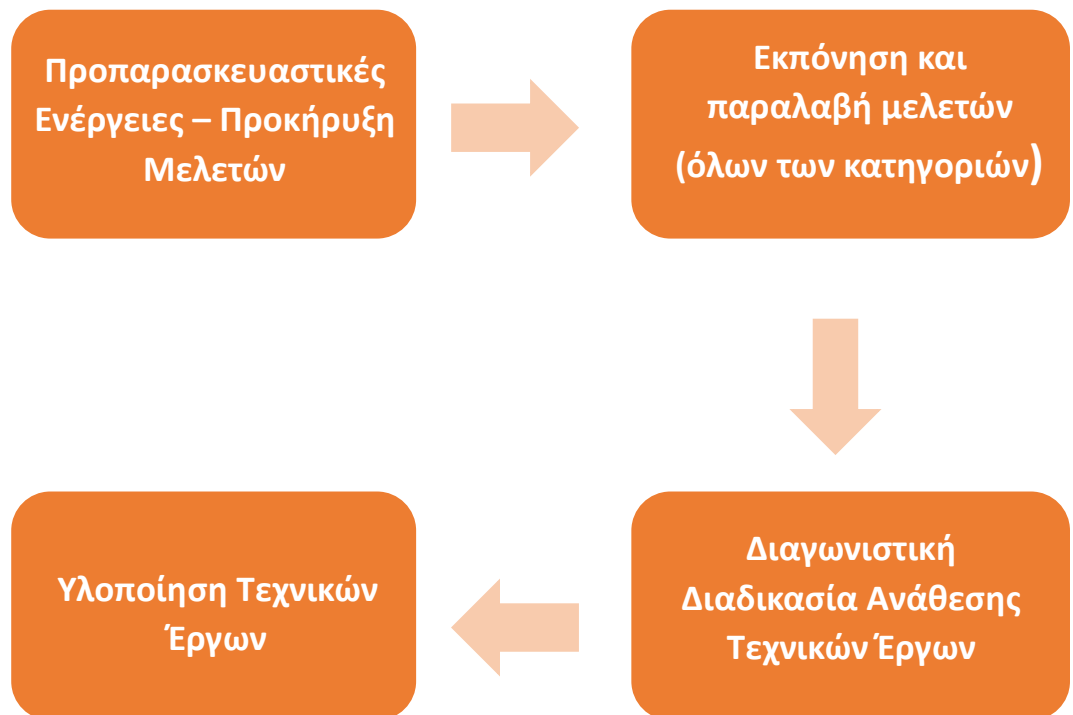 Προπαρασκευαστικές
Ενέργειες – Προκήρυξη
Μελετών
Εκπόνηση και
παραλαβή μελετών
(όλων των κατηγοριών)
Διαγωνιστική
Διαδικασία Ανάθεσης
Τεχνικών Έργων
Υλοποίηση Τεχνικών
Έργων